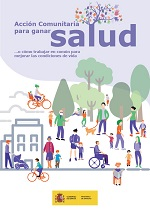 Acción Comunitaria
para ganar
salud
...o cómo trabajar en común para
mejorar las condiciones de vida